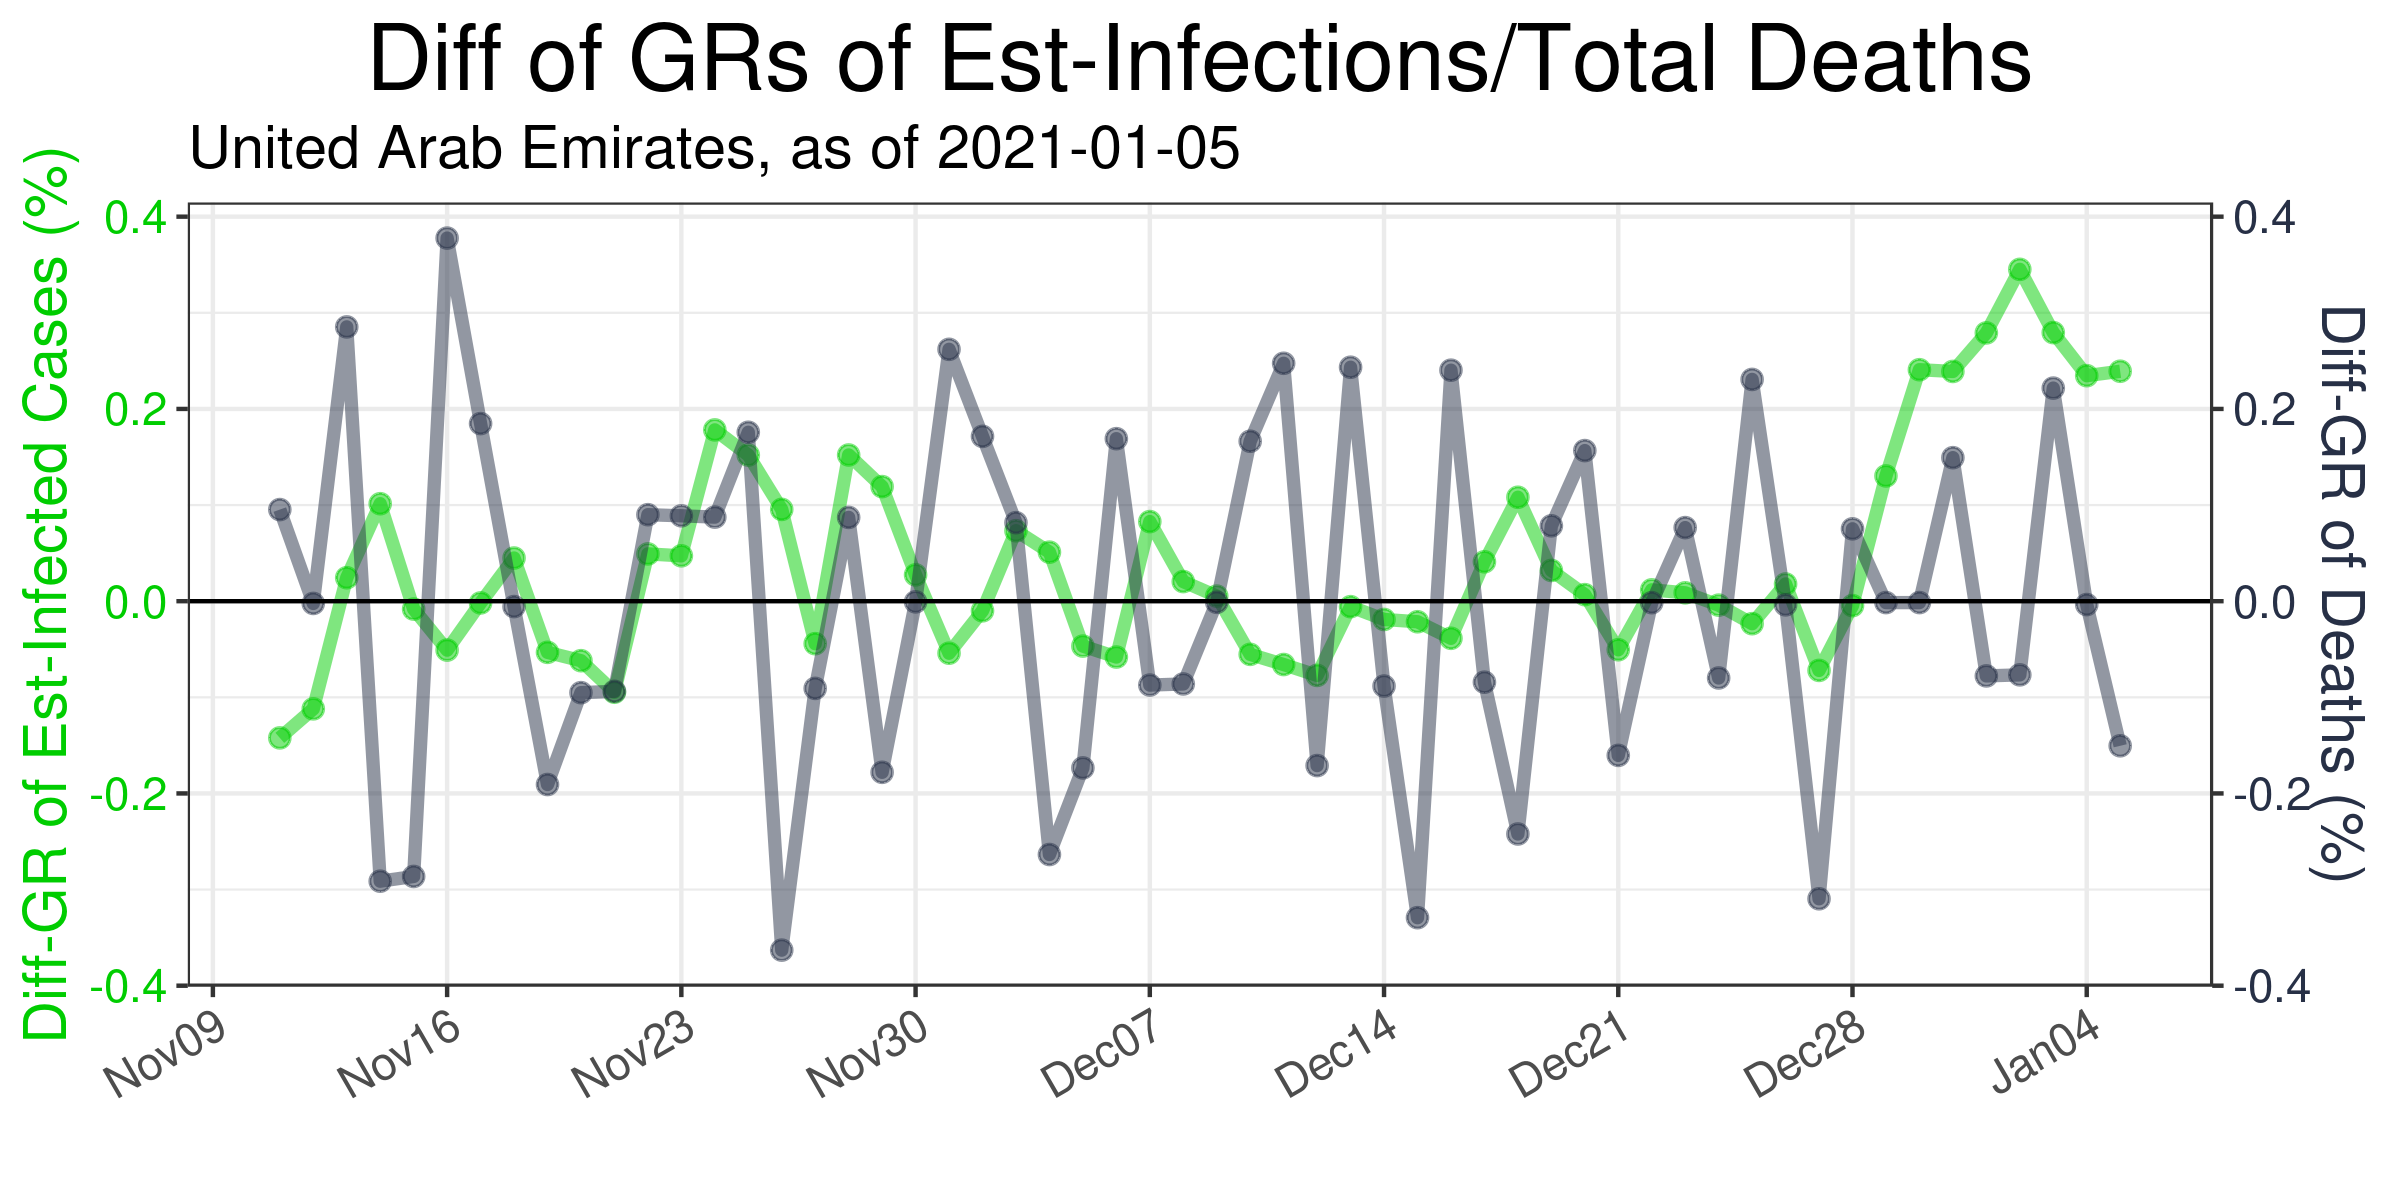 Diff of GRs of Est-Infections/Total Deaths
United Arab Emirates, as of 2021-01-05
Diff-GR of Est-Infected Cases (%)
0.4
0.2
0.0
-0.2
-0.4
0.4
0.2
0.0
-0.2
-0.4
Diff-GR of Deaths (%)
Nov09
Nov16
Nov23
Nov30
Dec07
Dec14
Dec21
Dec28
Jan04